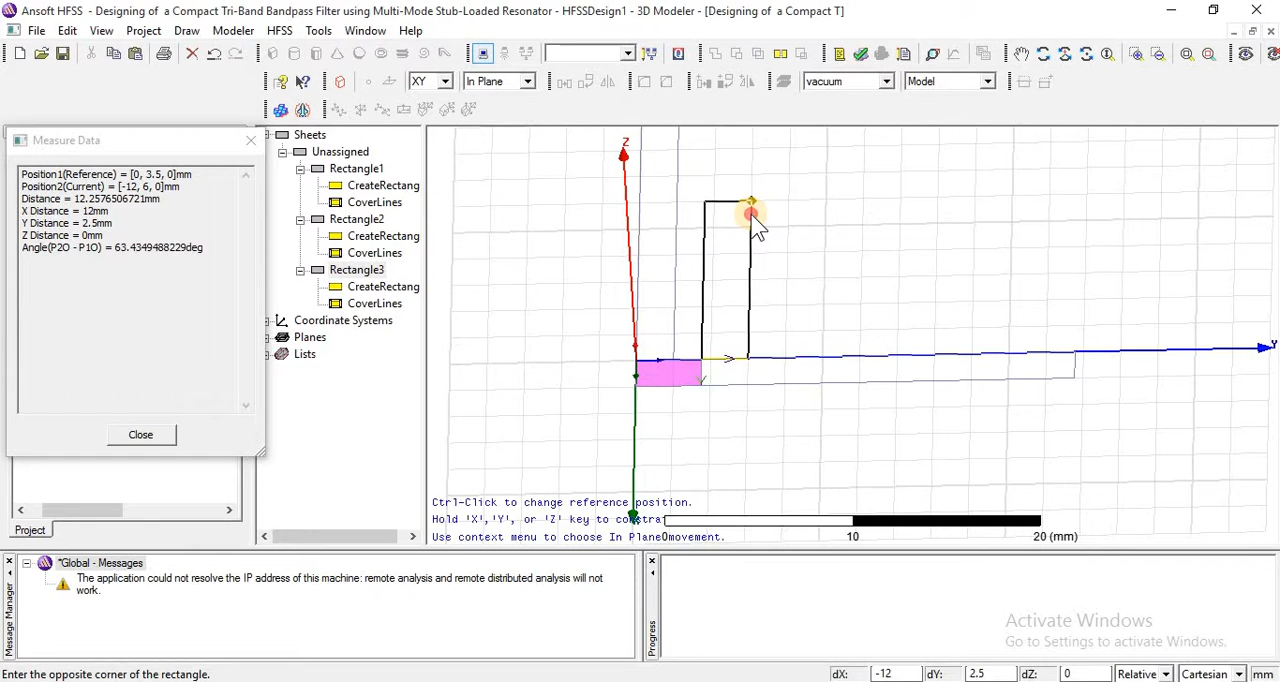 Ansoft HFSS - Designing of a Compact Tri-Band Bandpass Filter using Multi-Mode Stub-Loaded Resonator - HFSSDesign1 - 3D Modeler - [Designing of a Compact T]
File Edit View Project Draw Modeler HFSS Tools Window Help
XY In Plane vacuum Model
Measure Data
Position1(Reference) = [0, 3.5, 0]mm
Position2(Current) = [-12, 6, 0]mm
Distance = 12.2576506721mm
X Distance = 12mm
Y Distance = 2.5mm
Z Distance = 0mm
Angle(P2O - P1O) = 63.4349488229deg
Close
Project
Sheets
Unassigned
Rectangle1
CreateRectang
CoverLines
Rectangle2
CreateRectang
CoverLines
Rectangle3
CreateRectang
CoverLines
Coordinate Systems
Planes
Lists
Z
Y
Ctrl-Click to change reference position.
Hold 'X','Y', or 'Z' key to constra
Use context menu to choose In Plane movement.
0 10 20 (mm)
Message Manager
*Global - Messages
The application could not resolve the IP address of this machine: remote analysis and remote distributed analysis will not
work.
Progress
Activate Windows
Go to Settings to activate Windows.
Enter the opposite corner of the rectangle.
dX: -12 dY: 2.5 dZ: 0 Relative Cartesian mm